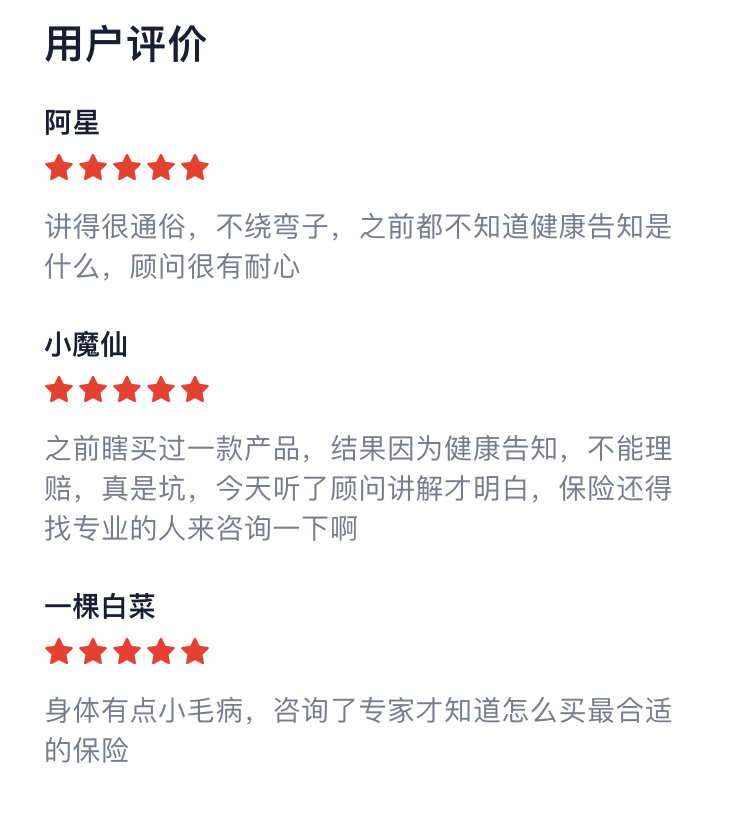 用户评价
阿星
讲得很通俗，不绕弯子，之前都不知道健康告知是
什么，顾问很有耐心
小魔仙
之前瞎买过一款产品，结果因为健康告知，不能理
赔，真是坑，今天听了顾问讲解才明白，保险还得
找专业的人来咨询一下啊
一棵白菜
身体有点小毛病，咨询了专家才知道怎么买最合适
的保险